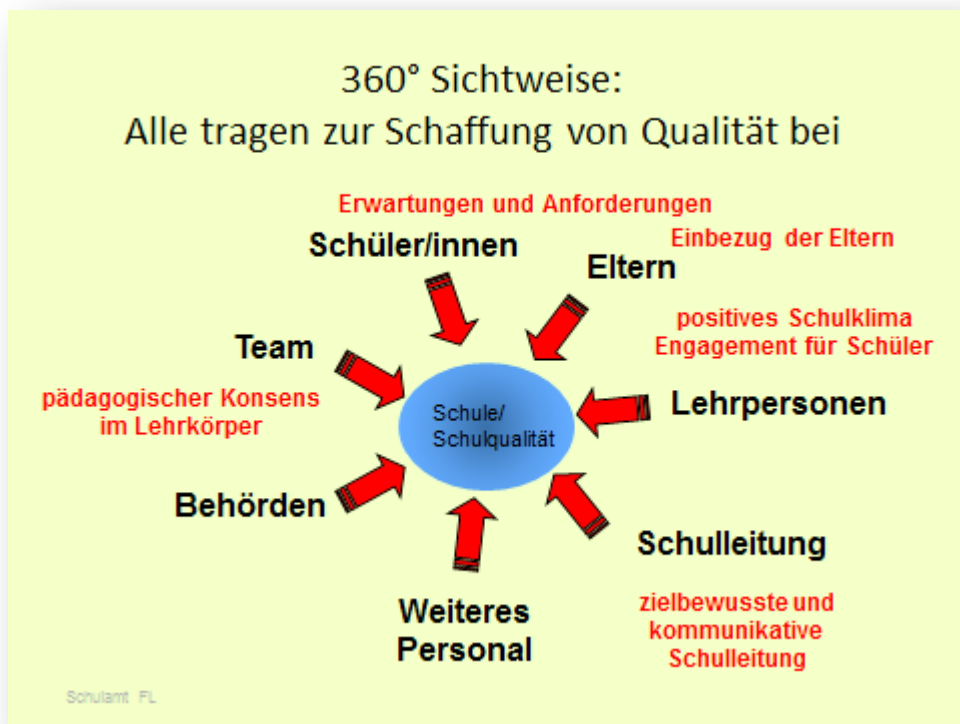 360° Sichtweise:
Alle tragen zur Schaffung von Qualität bei
Erwartungen und Anforderungen
Schüler/innen
Einbezug der Eltern
Eltern
positives Schulklima
Engagement für Schüler
Team
Lehrpersonen
pädagogischer Konsens
im Lehrkörper
Schule/
Schulqualität
Behörden
Schulleitung
zielbewusste und
kommunikative
Schulleitung
Weiteres
Personal
Schulamt FL